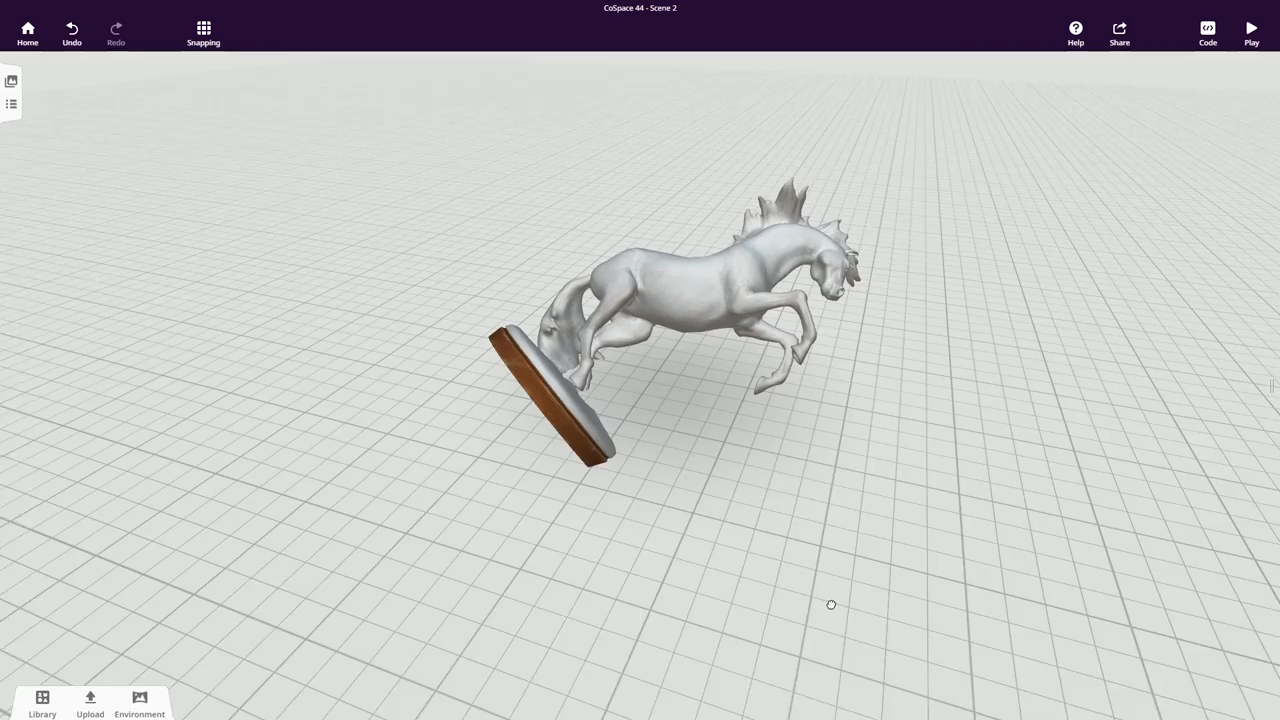 CoSpace 44 - Scene 2
Home
Undo
Redo
Snapping
Help
Share
Code
Play
Library
Upload
Environment